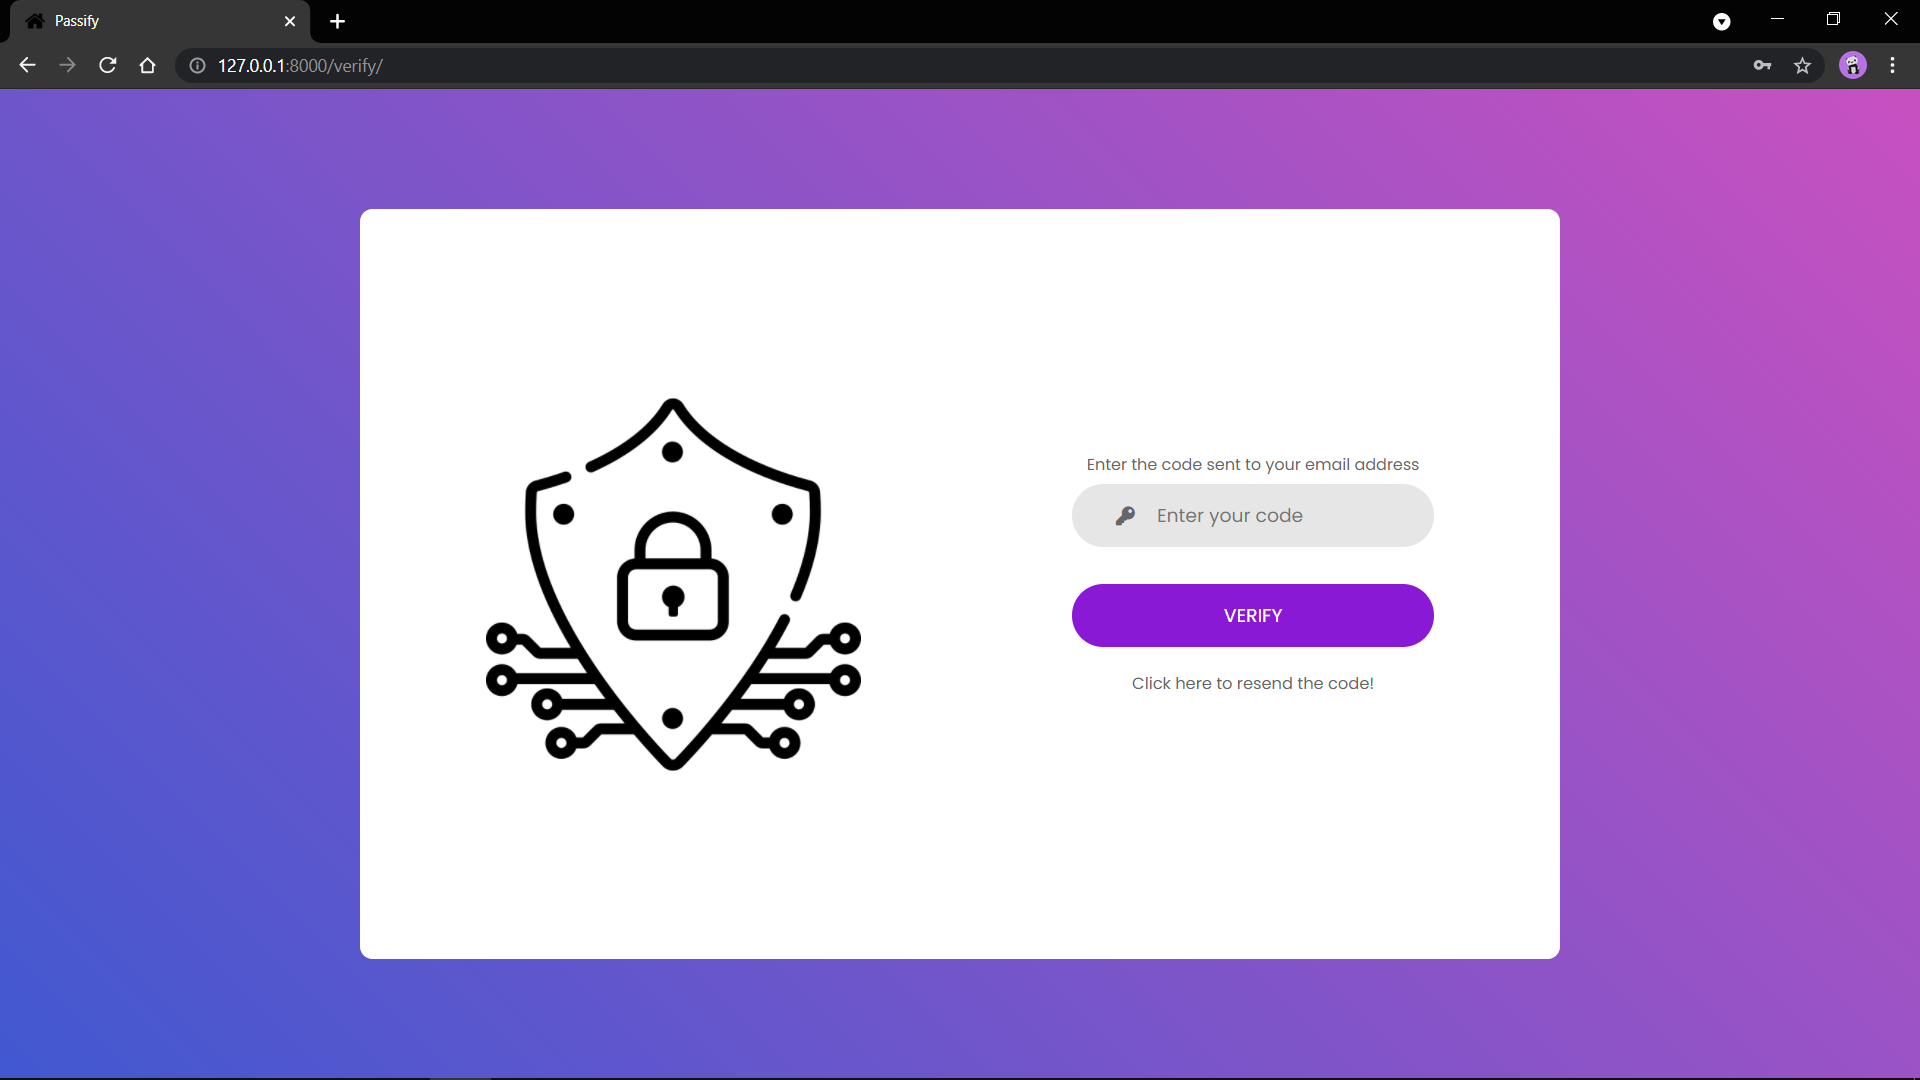 Passify
127.0.0.1:8000/verify/
Enter the code sent to your email address
Enter your code
VERIFY
Click here to resend the code!